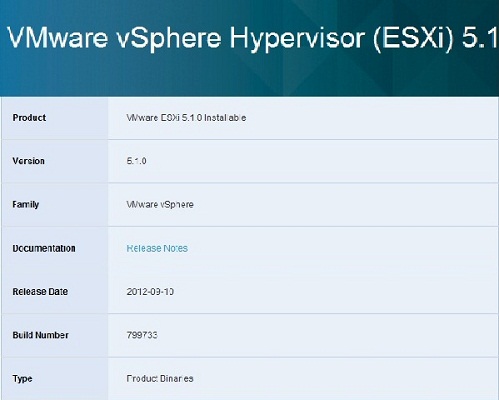 VMware vSphere Hypervisor (ESXi) 5.1
Product VMware ESXi 5.1.0 Installable
Version 5.1.0
Family VMware vSphere
Documentation Release Notes
Release Date 2012-09-10
Build Number 799733
Type Product Binaries